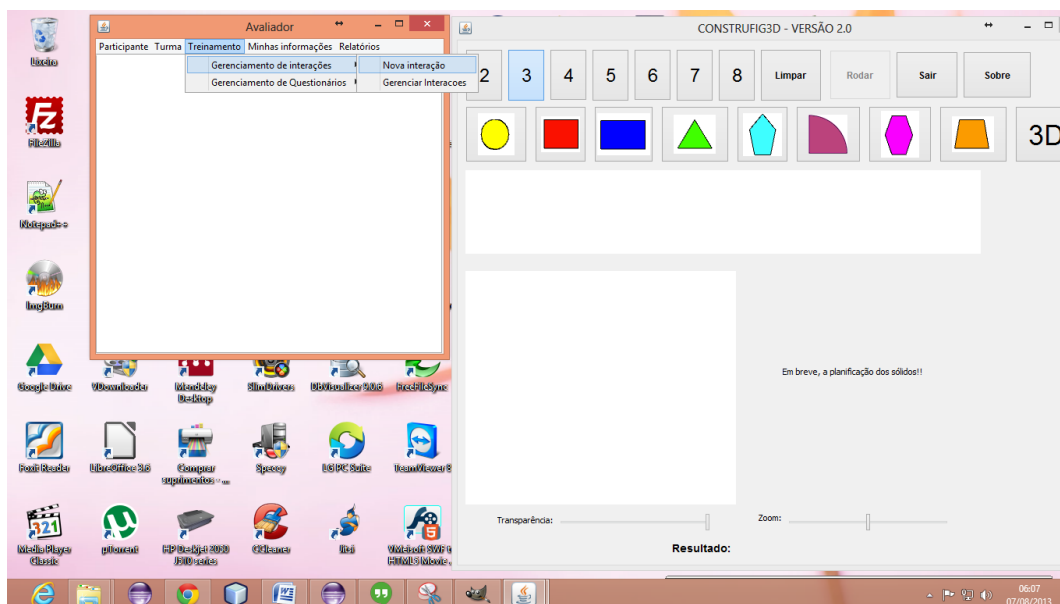 Avaliador
Participante Turma Treinamento Minhas informações Relatórios
Gerenciamento de interações
Gerenciamento de Questionários
Nova interação
Gerenciar Interacoes
CONSTRUFIG3D - VERSÃO 2.0
2 3 4 5 6 7 8 Limpar Rodar Sair Sobre
3D
Em breve, a planificação dos sólidos!!
Transparência:
Zoom:
Resultado:
Lixeira
FileZilla
Notepad++
ImgBurn
Google Drive
VDownloader
Mendeley Desktop
SlimDrivers
DbVisualizer 9.0.6
FreeFileSync
Foxit Reader
LibreOffice 3.6
Comprar suprimentos - ...
Speccy
LG PC Suite
TeamViewer 8
321
Media Player Classic
µTorrent
HP Deskjet 2050 J510 series
CCleaner
5
HTML5 Movie
06:07
07/08/2013